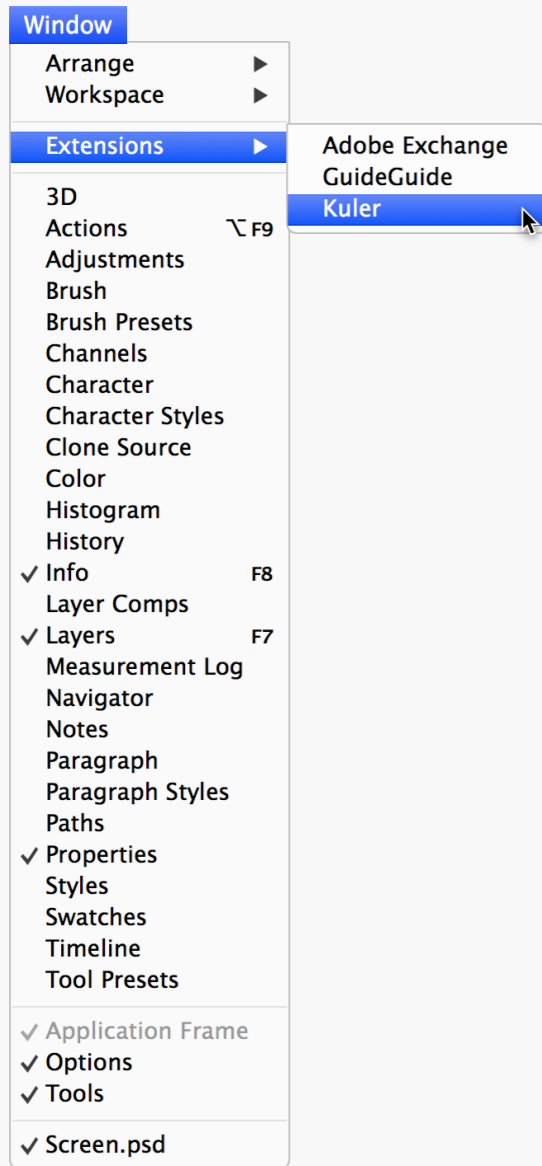 Window
Arrange ▶
Workspace ▶
Extensions ▶
Adobe Exchange
GuideGuide
Kuler
3D
Actions ⌥F9
Adjustments
Brush
Brush Presets
Channels
Character
Character Styles
Clone Source
Color
Histogram
History
✓ Info F8
Layer Comps
✓ Layers F7
Measurement Log
Navigator
Notes
Paragraph
Paragraph Styles
Paths
✓ Properties
Styles
Swatches
Timeline
Tool Presets
✓ Application Frame
✓ Options
✓ Tools
✓ Screen.psd